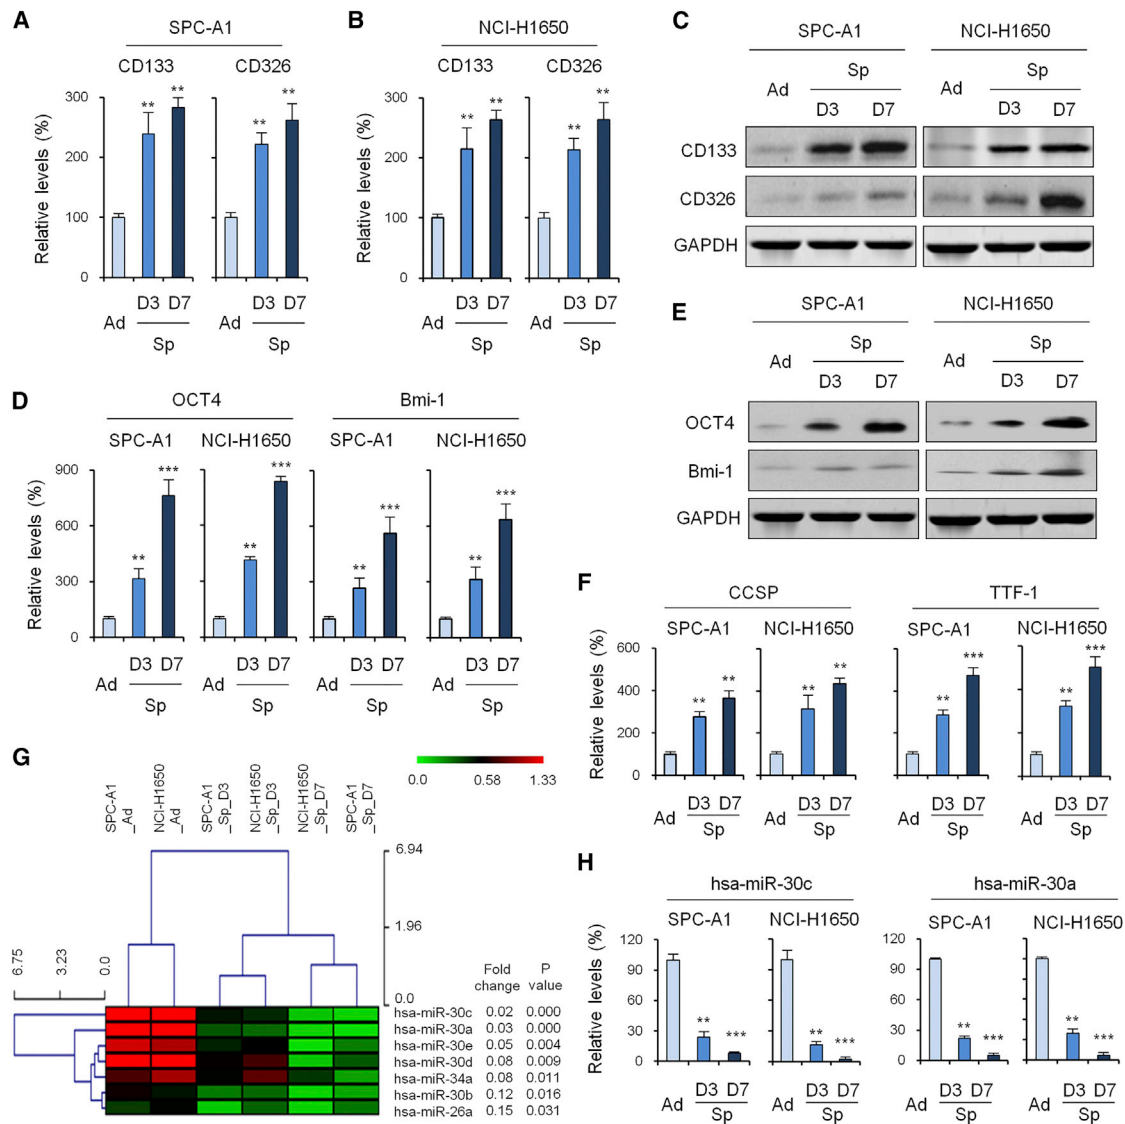 A
SPC-A1
CD133 CD326
Relative levels (%)
300
200
100
0
D3 D7 D3 D7
Ad Ad
Sp Sp
** ** ** **
B
NCI-H1650
CD133 CD326
Relative levels (%)
300
200
100
0
D3 D7 D3 D7
Ad Ad
Sp Sp
** ** ** **
C
SPC-A1 NCI-H1650
Sp Sp
Ad Ad
D3 D7 D3 D7
CD133
CD326
GAPDH
D
OCT4 Bmi-1
SPC-A1 NCI-H1650 SPC-A1 NCI-H1650
Relative levels (%)
900
600
300
0
** *** ** *** ** *** ** ***
D3 D7 D3 D7 D3 D7 D3 D7
Ad Ad Ad Ad
Sp Sp Sp Sp
E
SPC-A1 NCI-H1650
Sp Sp
Ad Ad
D3 D7 D3 D7
OCT4
Bmi-1
GAPDH
F
CCSP TTF-1
SPC-A1 NCI-H1650 SPC-A1 NCI-H1650
Relative levels (%)
600
400
200
0
** ** ** ** ** *** ** ***
D3 D7 D3 D7 D3 D7 D3 D7
Ad Ad Ad Ad
Sp Sp Sp Sp
G
0.0 0.58 1.33
SPC-A1
_Ad
NCI-H1650
_Ad
SPC-A1
_Sp_D3
NCI-H1650
_Sp_D3
NCI-H1650
_Sp_D7
SPC-A1
_Sp_D7
6.94
1.96
0.0
6.75
3.23
0.0
Fold P
change value
hsa-miR-30c 0.02 0.000
hsa-miR-30a 0.03 0.000
hsa-miR-30e 0.05 0.004
hsa-miR-30d 0.08 0.009
hsa-miR-34a 0.08 0.011
hsa-miR-30b 0.12 0.016
hsa-miR-26a 0.15 0.031
H
hsa-miR-30c hsa-miR-30a
SPC-A1 NCI-H1650 SPC-A1 NCI-H1650
Relative levels (%)
120
90
60
30
0
120
90
60
30
0
** *** ** *** ** *** ** ***
D3 D7 D3 D7 D3 D7 D3 D7
Ad Ad Ad Ad
Sp Sp Sp Sp